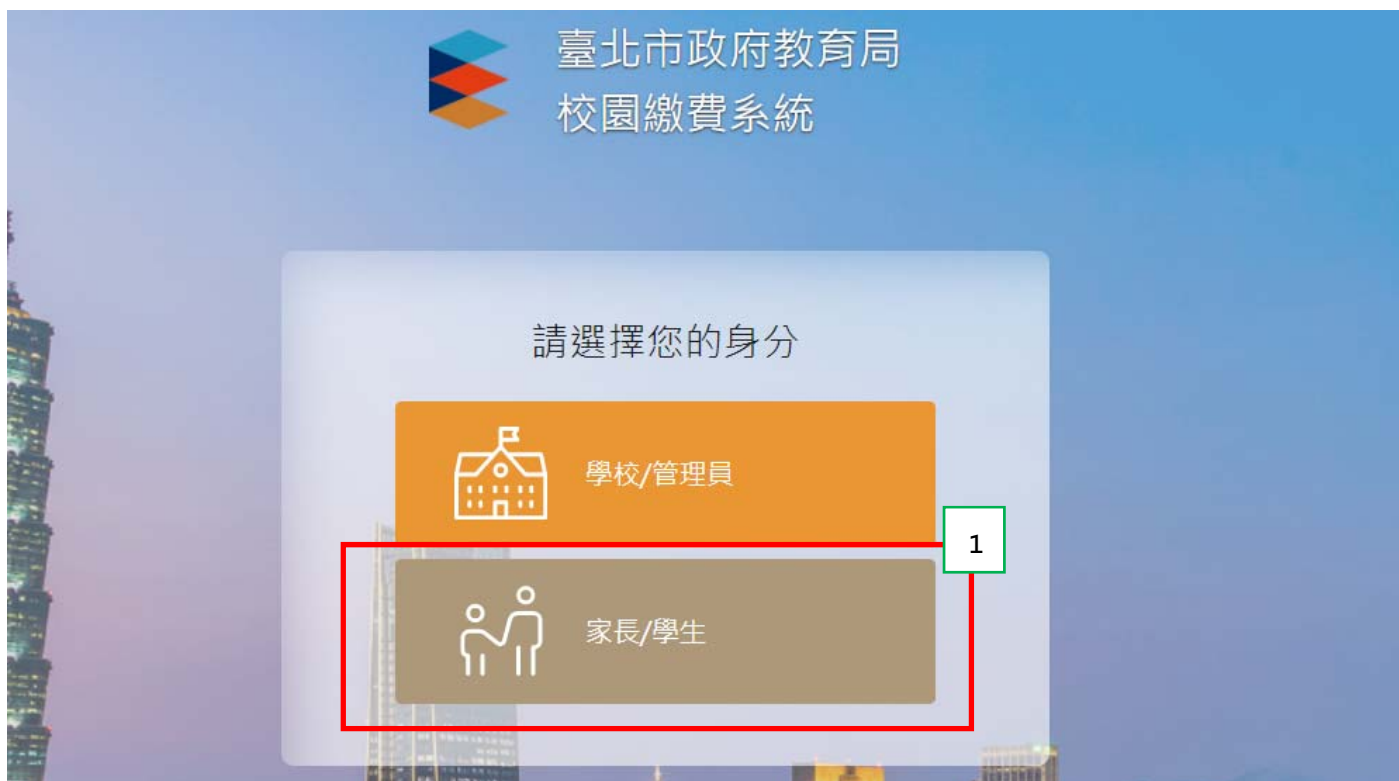 臺北市政府教育局
校園繳費系統
請選擇您的身分
學校/管理員
1
家長/學生